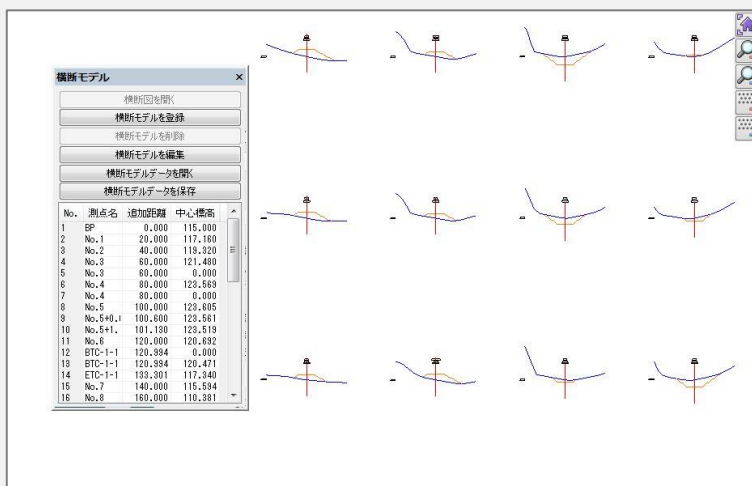 横断モデル ×
横断図を開く
横断モデルを登録
横断モデルを削除
横断モデルを編集
横断モデルデータを開く
横断モデルデータを保存
No. 測点名 追加距離 中心標高
1 BP 0.000 115.000
2 No.1 20.000 117.160
3 No.2 40.000 119.320
4 No.3 60.000 121.480
5 No.3 60.000 0.000
6 No.4 80.000 123.569
7 No.4 80.000 0.000
8 No.5 100.000 123.605
9 No.5+0. 100.600 123.561
10 No.5+1. 101.130 123.519
11 No.6 120.000 120.692
12 BTC-1-1 120.994 0.000
13 BTC-1-1 120.994 120.471
14 ETC-1-1 133.301 117.340
15 No.7 140.000 115.594
16 No.8 160.000 110.381